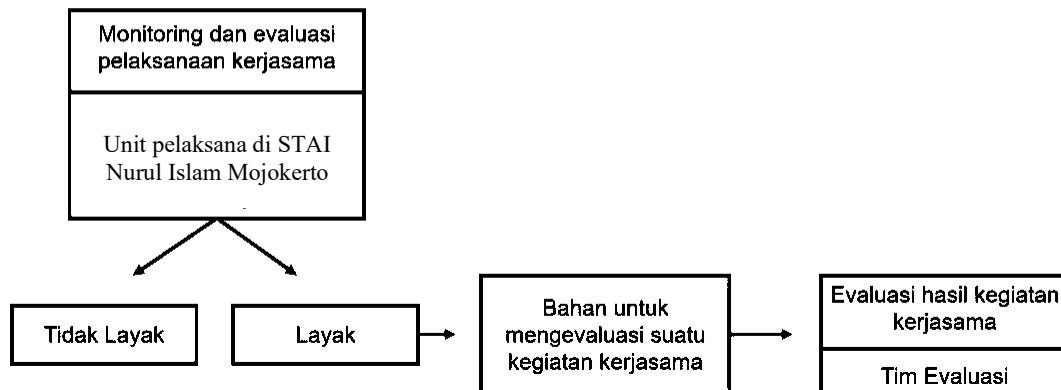 Monitoring dan evaluasi
pelaksanaan kerjasama
Unit pelaksana di STAI
Nurul Islam Mojokerto
Tidak Layak
Layak
Bahan untuk
mengevaluasi suatu
kegiatan kerjasama
Evaluasi hasil kegiatan
kerjasama
Tim Evaluasi